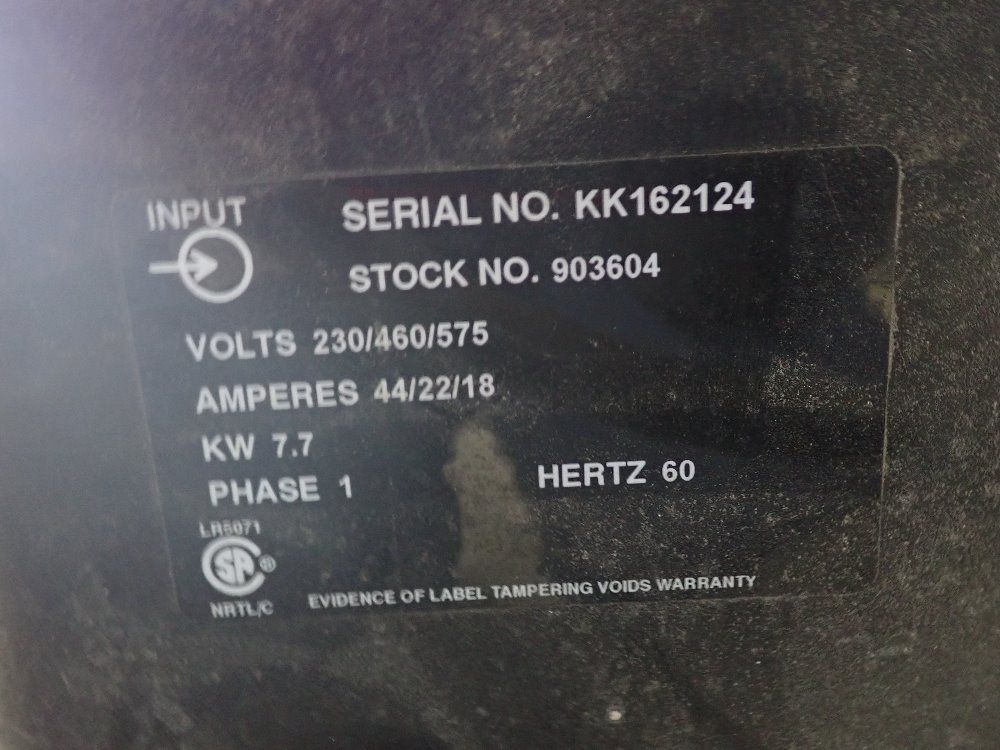 INPUT
SERIAL NO. KK162124
STOCK NO. 903604
VOLTS 230/460/575
AMPERES 44/22/18
KW 7.7
PHASE 1
HERTZ 60
LR5071
SA ®
NRTL/C
EVIDENCE OF LABEL TAMPERING VOIDS WARRANTY